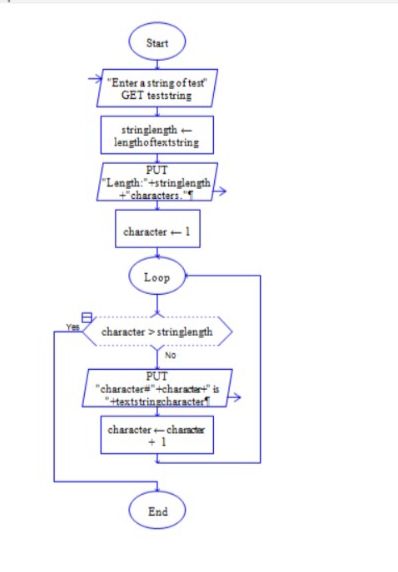 Start
"Enter a string of test"
GET teststring
stringlength ←
lengthoftextstring
PUT
"Length:"+stringlength
+"characters."¶
character ← 1
Loop
character > stringlength
Yes
No
PUT
"character#"+character+" is
"+textstringcharacter¶
character ← character
+ 1
End